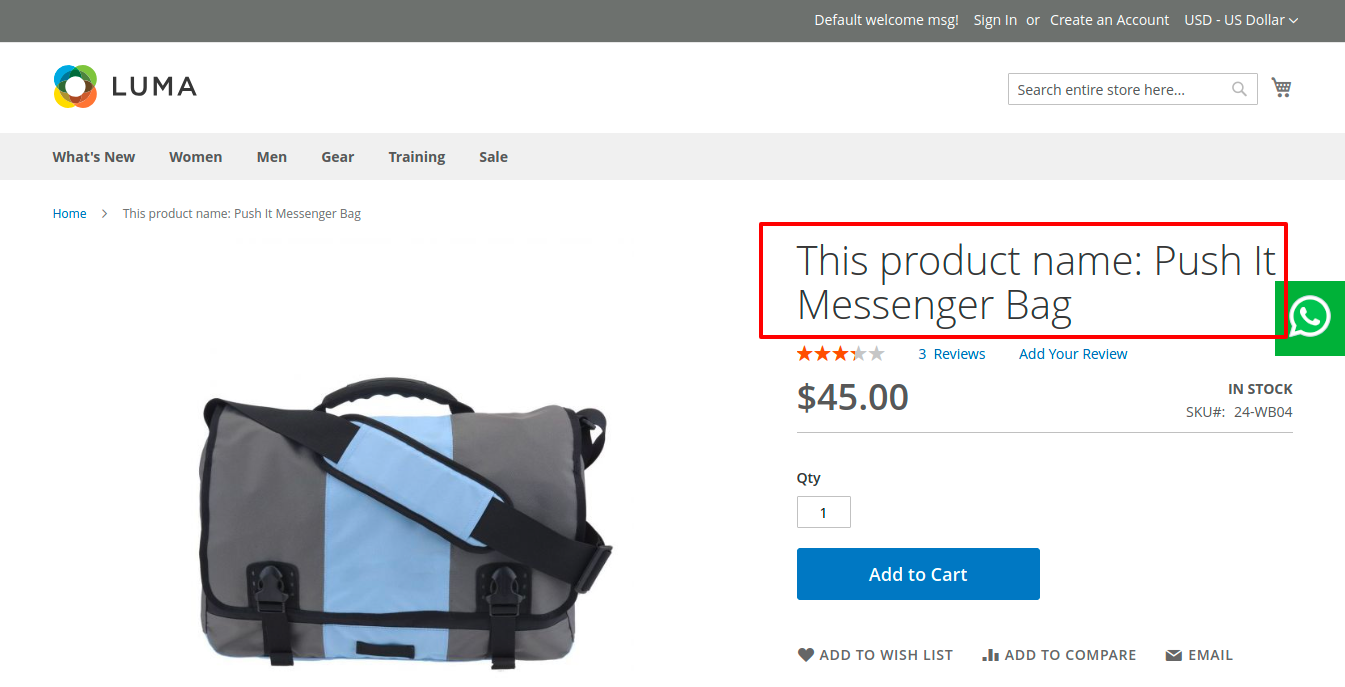 Default welcome msg! Sign In or Create an Account USD - US Dollar
LUMA
Search entire store here...
What's New Women Men Gear Training Sale
Home > This product name: Push It Messenger Bag
This product name: Push It
Messenger Bag
3 Reviews Add Your Review
$45.00
IN STOCK
SKU#: 24-WB04
Qty
1
Add to Cart
ADD TO WISH LIST ADD TO COMPARE EMAIL